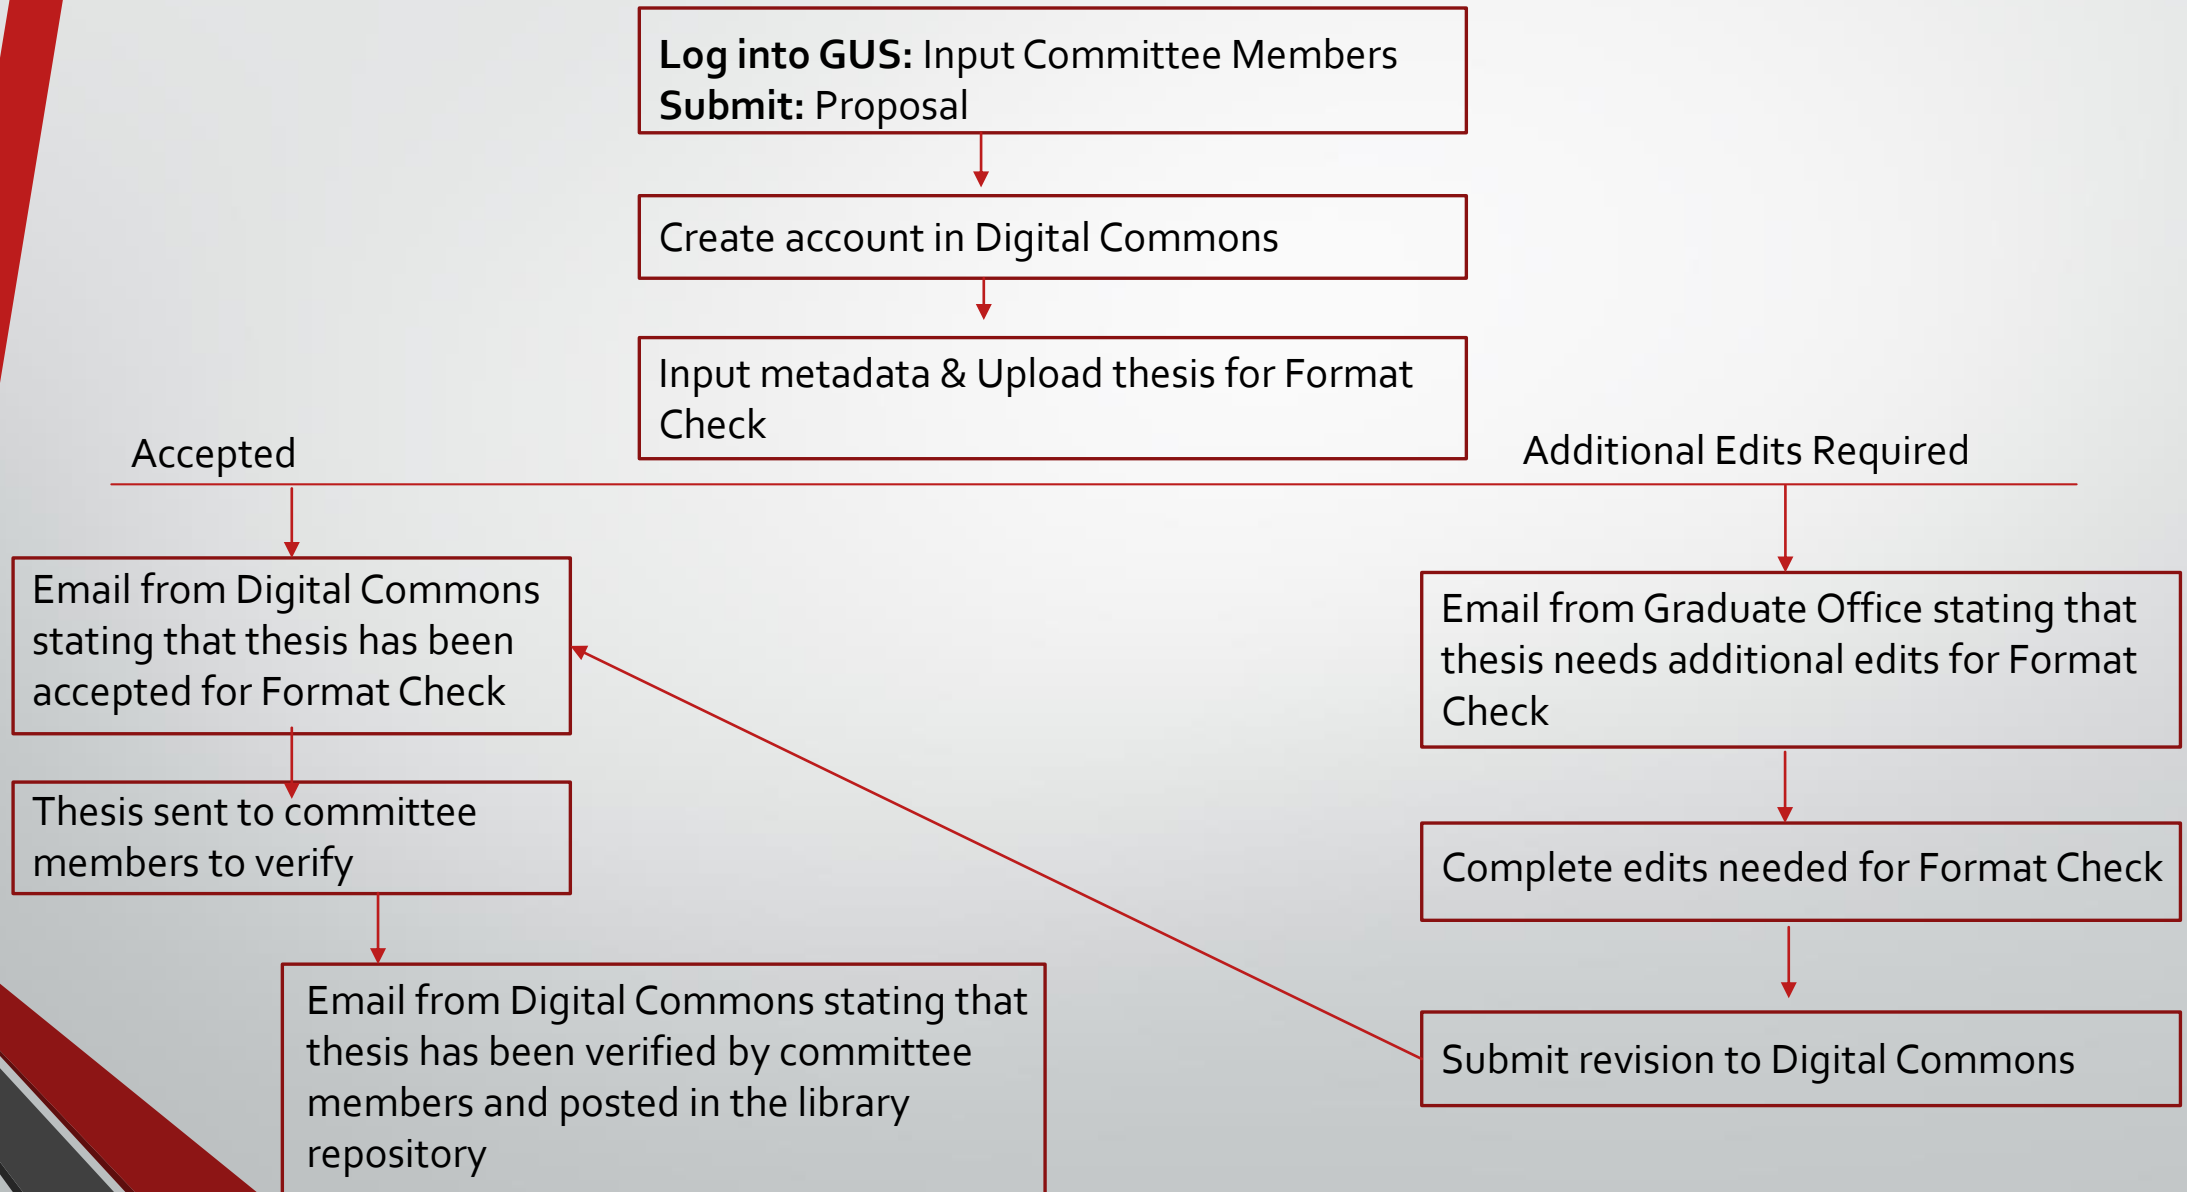 Log into GUS: Input Committee Members
Submit: Proposal
Create account in Digital Commons
Input metadata & Upload thesis for Format
Check
Accepted
Additional Edits Required
Email from Digital Commons
stating that thesis has been
accepted for Format Check
Thesis sent to committee
members to verify
Email from Digital Commons stating that
thesis has been verified by committee
members and posted in the library
repository
Email from Graduate Office stating that
thesis needs additional edits for Format
Check
Complete edits needed for Format Check
Submit revision to Digital Commons